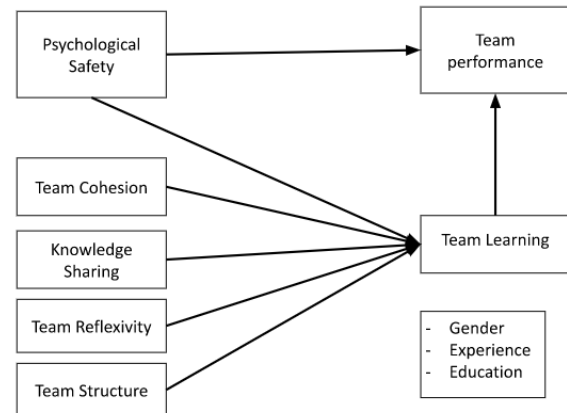 Psychological
Safety
Team
performance
Team Cohesion
Knowledge
Sharing
Team Learning
Team Reflexivity
Team Structure
- Gender
- Experience
- Education